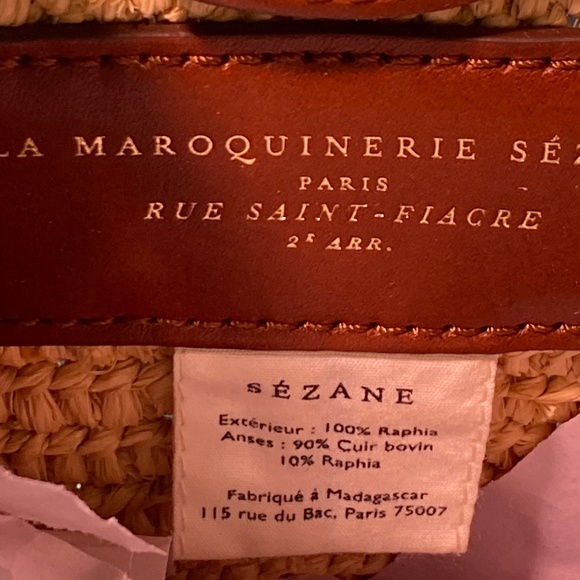 LA MAROQUINERIE SÉZ
PARIS
RUE SAINT-FIACRE
2E ARR.
SÉZANE
Extérieur : 100% Raphia
Anses : 90% Cuir bovin
10% Raphia
Fabriqué à Madagascar
115 rue du Bac, Paris 75007